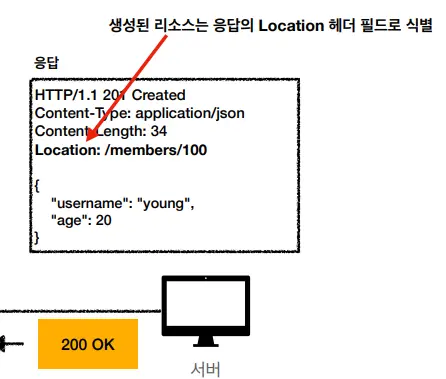 생성된 리소스는 응답의 Location 헤더 필드로 식별
응답
HTTP/1.1 201 Created
Content-Type: application/json
Content-Length: 34
Location: /members/100
{
"username": "young",
"age": 20
}
200 OK
서버